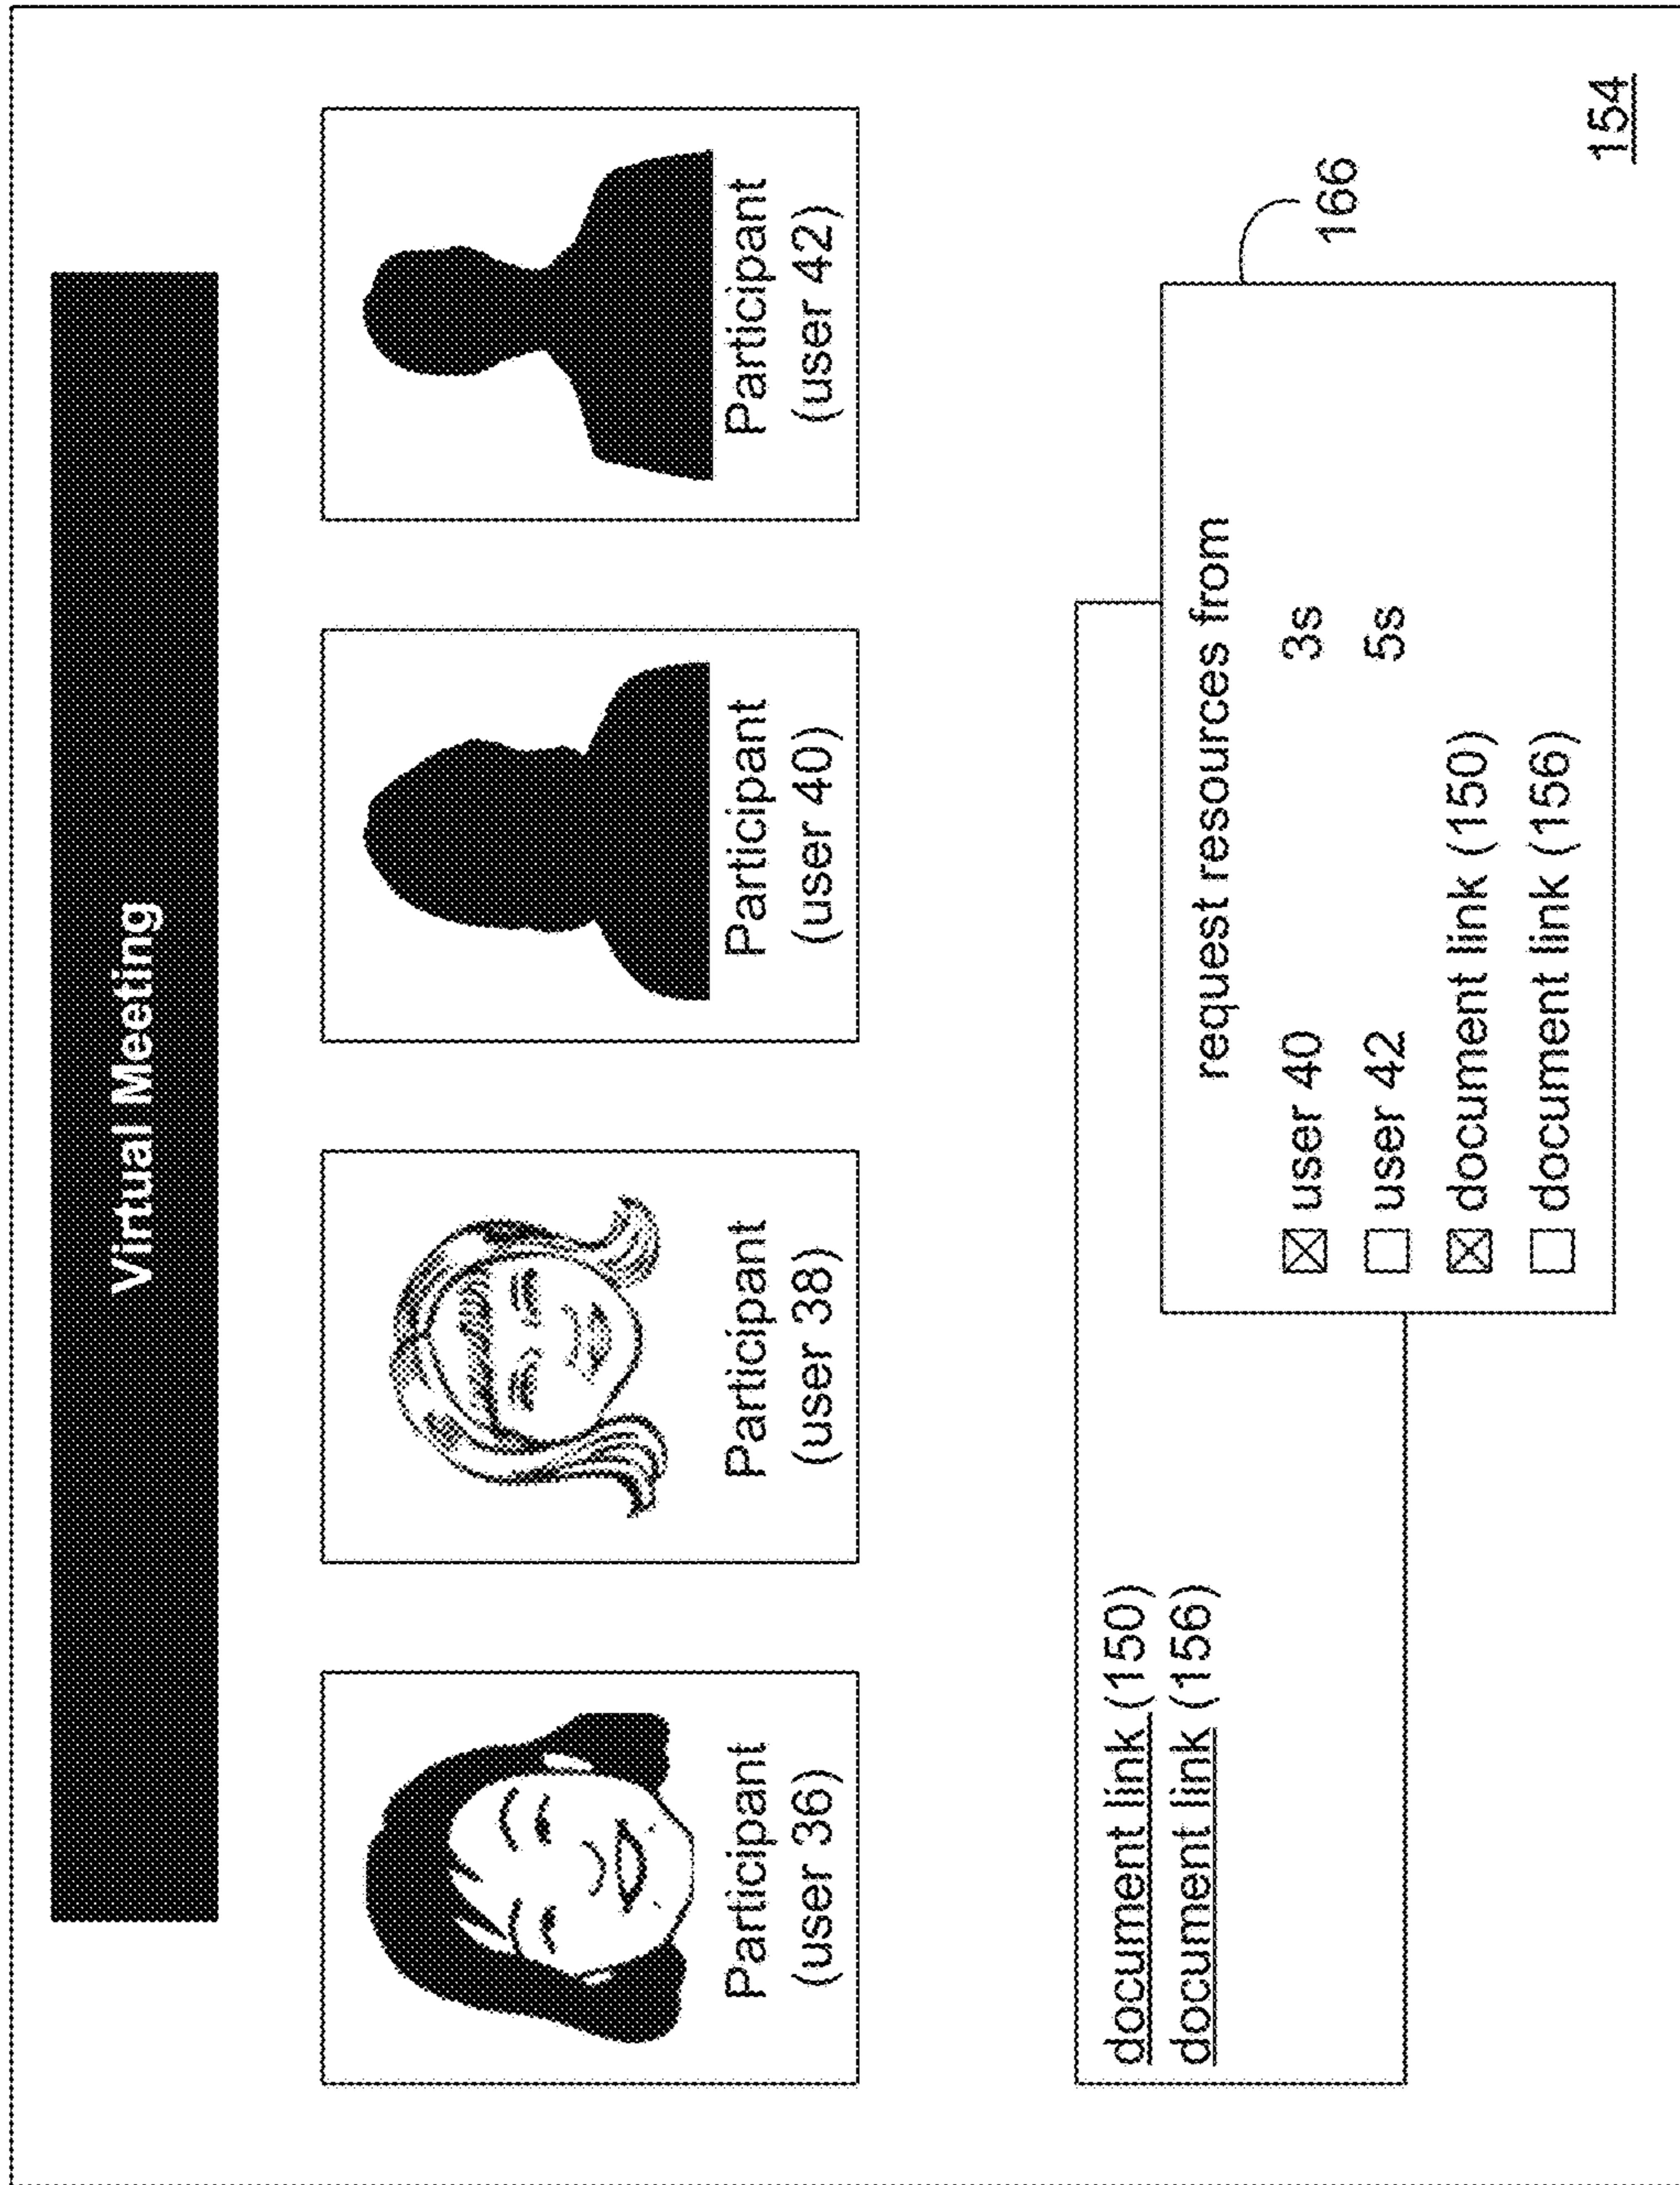 Virtual Meeting
Participant
(user 36)
Participant
(user 38)
Participant
(user 40)
Participant
(user 42)
document link (150)
document link (156)
request resources from
user 40 3s
user 42 5s
document link (150)
document link (156)
166
154